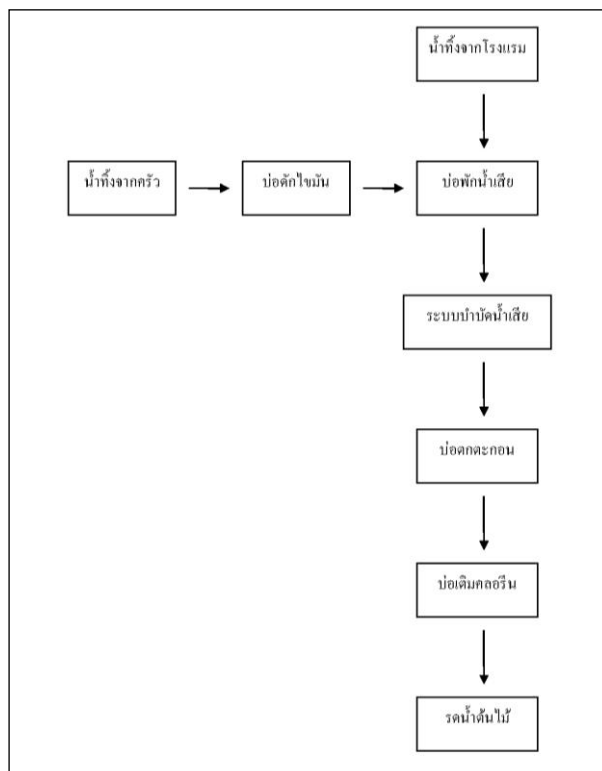 น้ำทิ้งจากโรงแรม
น้ำทิ้งจากครัว
บ่อดักไขมัน
บ่อพักน้ำเสีย
ระบบบำบัดน้ำเสีย
บ่อตกตะกอน
บ่อเติมคลอรีน
รดน้ำต้นไม้